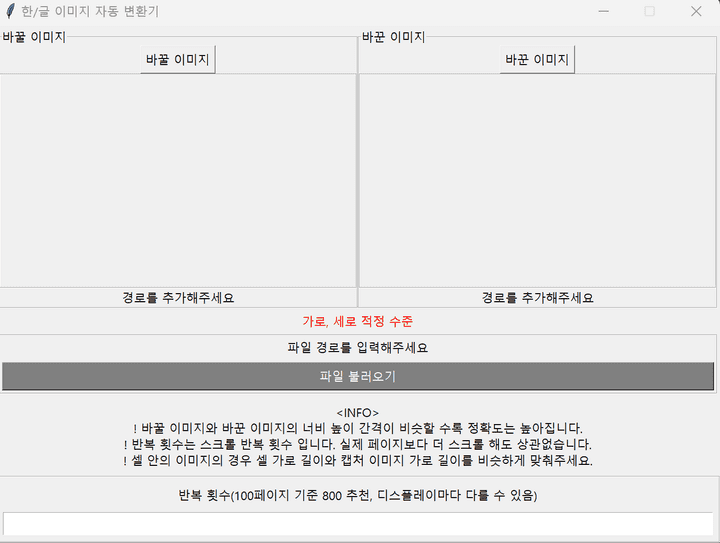 한/글 이미지 자동 변환기
바꿀 이미지
바꾼 이미지
바꿀 이미지
바꾼 이미지
경로를 추가해주세요
경로를 추가해주세요
가로, 세로 적정 수준
파일 경로를 입력해주세요
파일 불러오기
<INFO>
! 바꿀 이미지와 바꾼 이미지의 너비 높이 간격이 비슷할 수록 정확도는 높아집니다.
! 반복 횟수는 스크롤 반복 횟수 입니다. 실제 페이지보다 더 스크롤 해도 상관없습니다.
! 셀 안의 이미지의 경우 셀 가로 길이와 캡처 이미지 가로 길이를 비슷하게 맞춰주세요.
반복 횟수(100페이지 기준 800 추천, 디스플레이마다 다룰 수 있음)